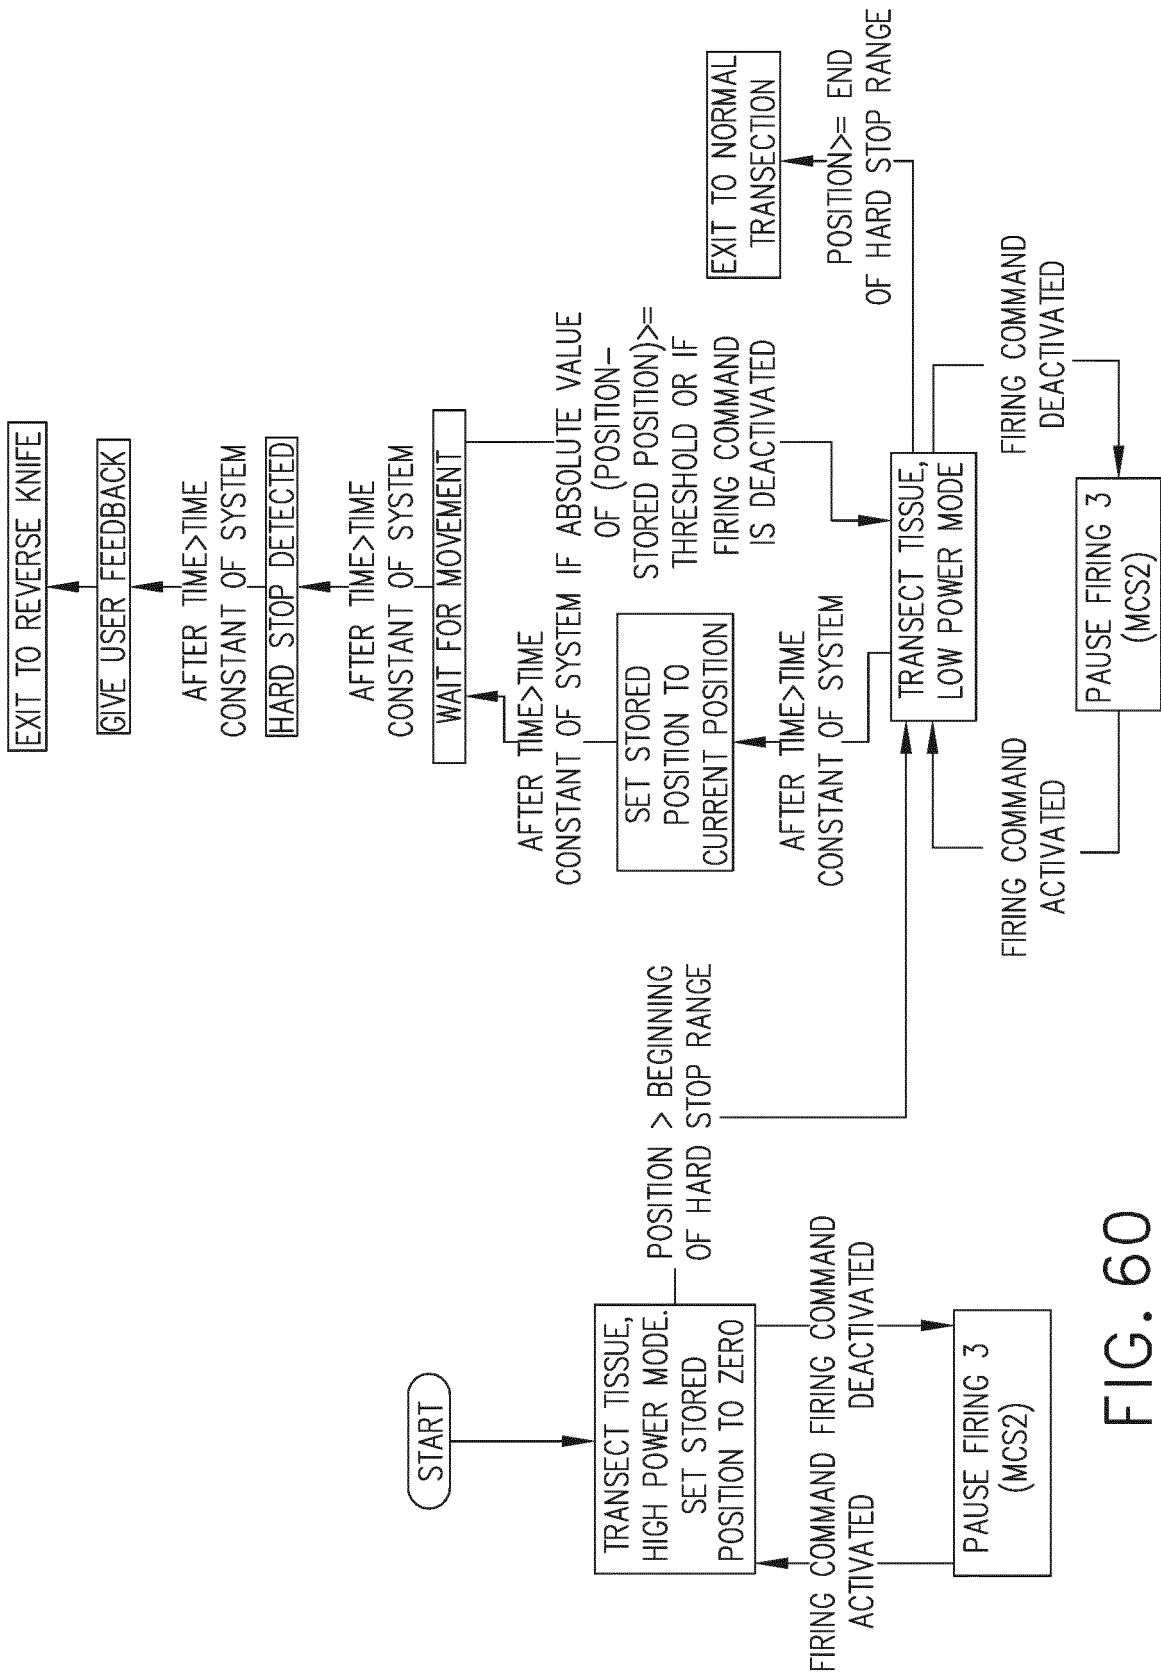 START
TRANSECT TISSUE,
HIGH POWER MODE.
SET STORED
POSITION TO ZERO
FIRING COMMAND
ACTIVATED
FIRING COMMAND
DEACTIVATED
PAUSE FIRING 3
(MCS2)
POSITION > BEGINNING
OF HARD STOP RANGE
EXIT TO REVERSE KNIFE
GIVE USER FEEDBACK
AFTER TIME>TIME
CONSTANT OF SYSTEM
HARD STOP DETECTED
AFTER TIME>TIME
CONSTANT OF SYSTEM
WAIT FOR MOVEMENT
AFTER TIME>TIME
CONSTANT OF SYSTEM
IF ABSOLUTE VALUE
OF (POSITION-
STORED POSITION)>=
THRESHOLD OR IF
FIRING COMMAND
IS DEACTIVATED
SET STORED
POSITION TO
CURRENT POSITION
AFTER TIME>TIME
CONSTANT OF SYSTEM
TRANSECT TISSUE,
LOW POWER MODE
EXIT TO NORMAL
TRANSECTION
POSITION>= END
OF HARD STOP RANGE
FIRING COMMAND
ACTIVATED
FIRING COMMAND
DEACTIVATED
PAUSE FIRING 3
(MCS2)
FIG. 60